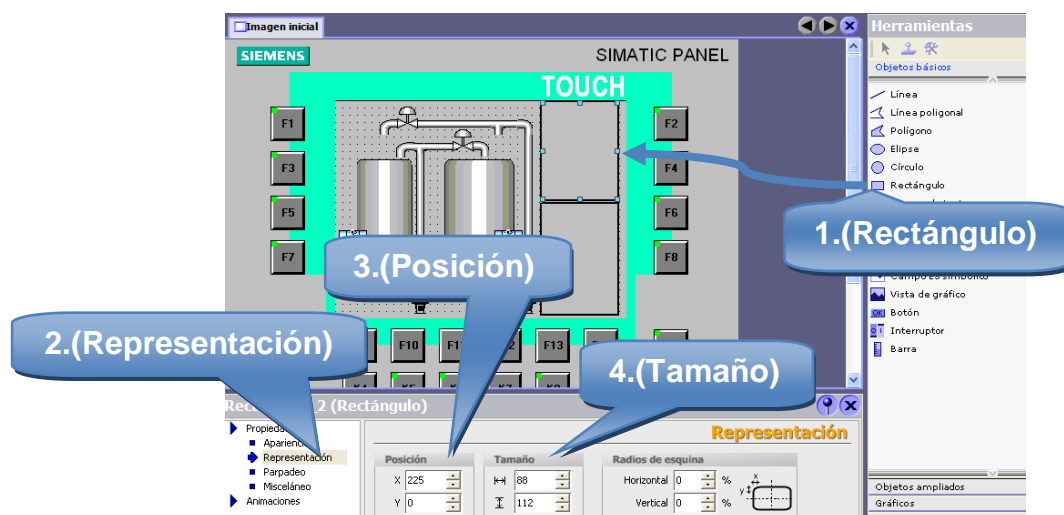 Imagen inicial
Herramientas
SIEMENS
SIMATIC PANEL
Objetos básicos
TOUCH
Línea
Línea poligonal
Polígono
Elipse
Círculo
Rectángulo
F1
F2
F3
F4
F5
F6
F7
F8
1.(Rectángulo)
3.(Posición)
Vista de gráfico
Botón
Interruptor
Barra
2.(Representación)
F10
F13
4.(Tamaño)
2 (Rectángulo)
Representación
Representación
Parpadeo
Misceláneo
Animaciones
Posición
X 225
Y 0
Tamaño
88
112
Radios de esquina
Horizontal 0 %
Vertical 0 %
x
y
Objetos ampliados
Gráficos